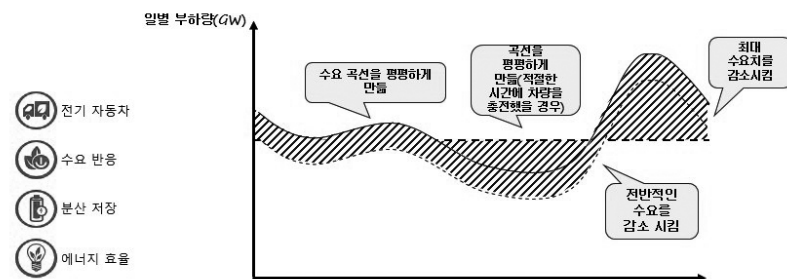 일별 부하량(GW)
수요 곡선을 평평하게
만듦
곡선을
평평하게
만듦(적절한
시간에 차량을
충전했을 경우)
최대
수요치를
감소시킴
전반적인
수요를
감소 시킴
전기 자동차
수요 반응
분산 저장
에너지 효율